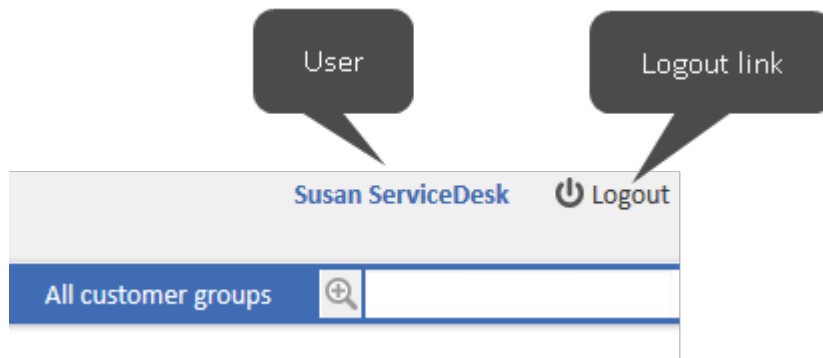 User
Logout link
Susan ServiceDesk
Logout
All customer groups